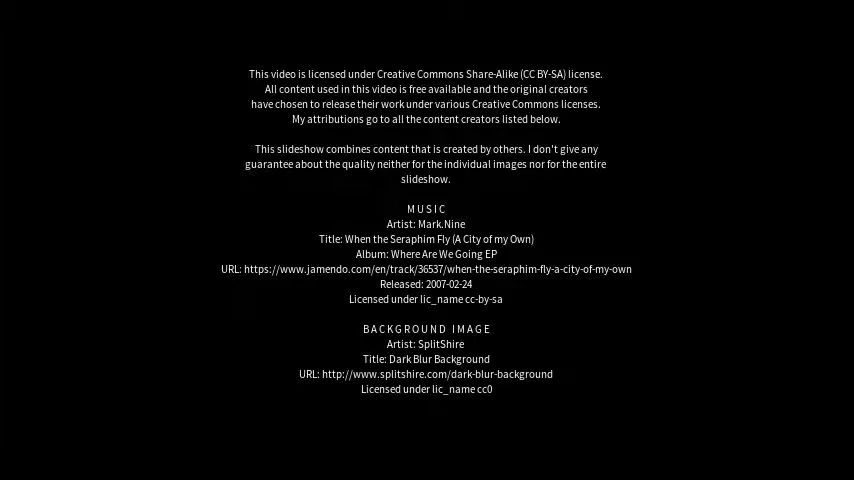 This video is licensed under Creative Commons Share-Alike (CC BY-SA) license.
All content used in this video is free available and the original creators
have chosen to release their work under various Creative Commons licenses.
My attributions go to all the content creators listed below.
This slideshow combines content that is created by others. I don't give any
guarantee about the quality neither for the individual images nor for the entire
slideshow.
MUSIC
Artist: Mark.Nine
Title: When the Seraphim Fly (A City of my Own)
Album: Where Are We Going EP
URL: https://www.jamendo.com/en/track/36537/when-the-seraphim-fly-a-city-of-my-own
Released: 2007-02-24
Licensed under lic_name cc-by-sa
BACKGROUND IMAGE
Artist: SplitShire
Title: Dark Blur Background
URL: http://www.splitshire.com/dark-blur-background
Licensed under lic_name cc0